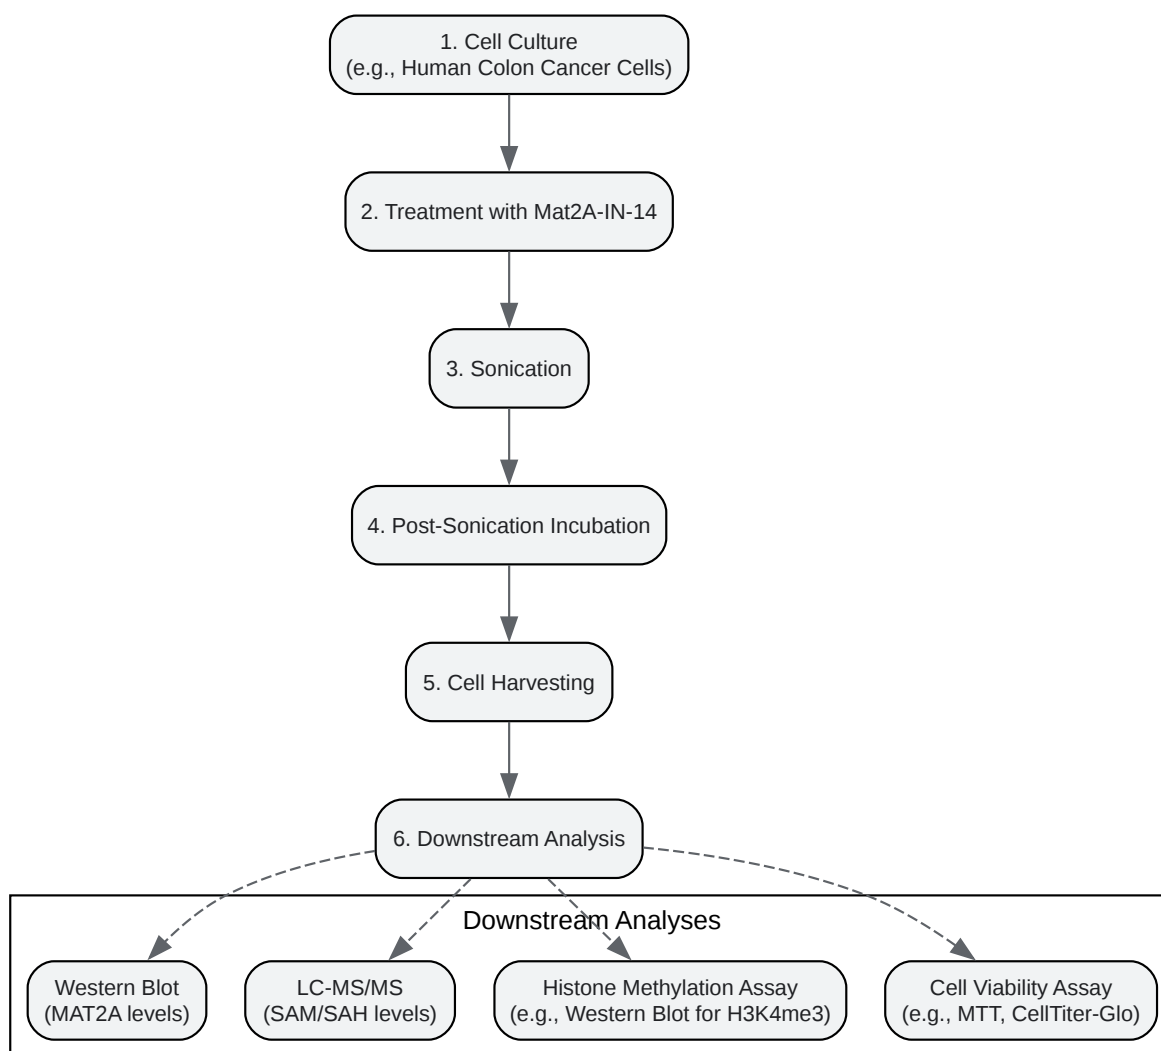 1. Cell Culture
(e.g., Human Colon Cancer Cells)
2. Treatment with Mat2A-IN-14
3. Sonication
4. Post-Sonication Incubation
5. Cell Harvesting
6. Downstream Analysis
Downstream Analyses
Western Blot
(MAT2A levels)
LC-MS/MS
(SAM/SAH levels)
Histone Methylation Assay
(e.g., Western Blot for H3K4me3)
Cell Viability Assay
(e.g., MTT, CellTiter-Glo)